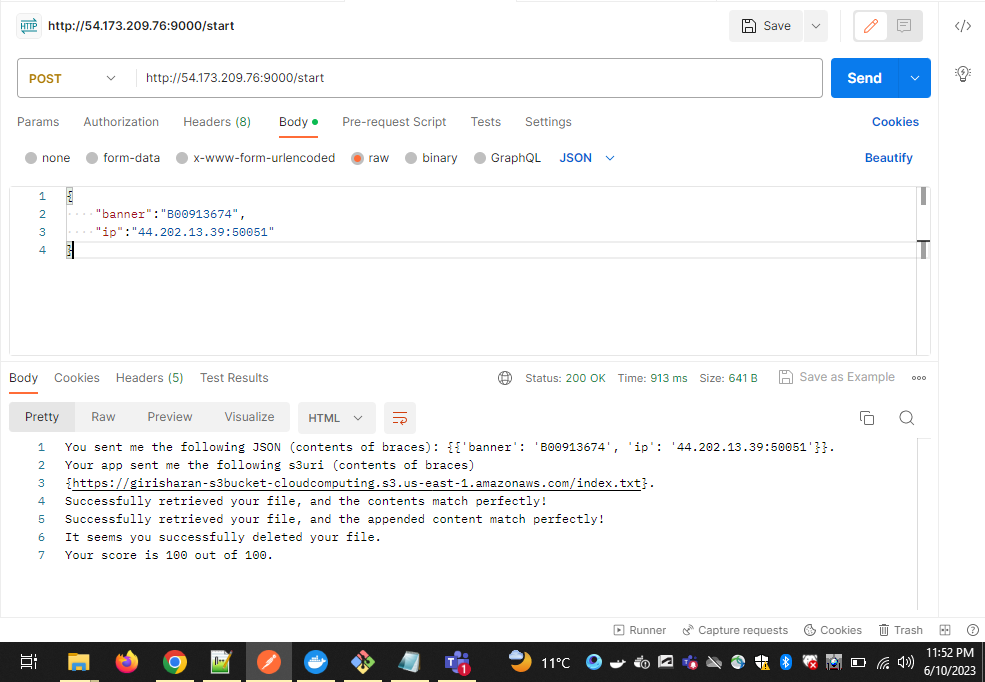 HTTP http://54.173.209.76:9000/start Save
POST http://54.173.209.76:9000/start Send
Params Authorization Headers (8) Body Pre-request Script Tests Settings Cookies
none form-data x-www-form-urlencoded raw binary GraphQL JSON Beautify
1 {
2 ····"banner":"B00913674",
3 ····"ip":"44.202.13.39:50051"
4 }
Body Cookies Headers (5) Test Results Status: 200 OK Time: 913 ms Size: 641 B Save as Example
Pretty Raw Preview Visualize HTML
1 You sent me the following JSON (contents of braces): {{'banner': 'B00913674', 'ip': '44.202.13.39:50051'}}.
2 Your app sent me the following s3uri (contents of braces)
3 {https://girisharan-s3bucket-cloudcomputing.s3.us-east-1.amazonaws.com/index.txt}.
4 Successfully retrieved your file, and the contents match perfectly!
5 Successfully retrieved your file, and the appended content match perfectly!
6 It seems you successfully deleted your file.
7 Your score is 100 out of 100.
Runner Capture requests Cookies Trash
11°C 11:52 PM
6/10/2023